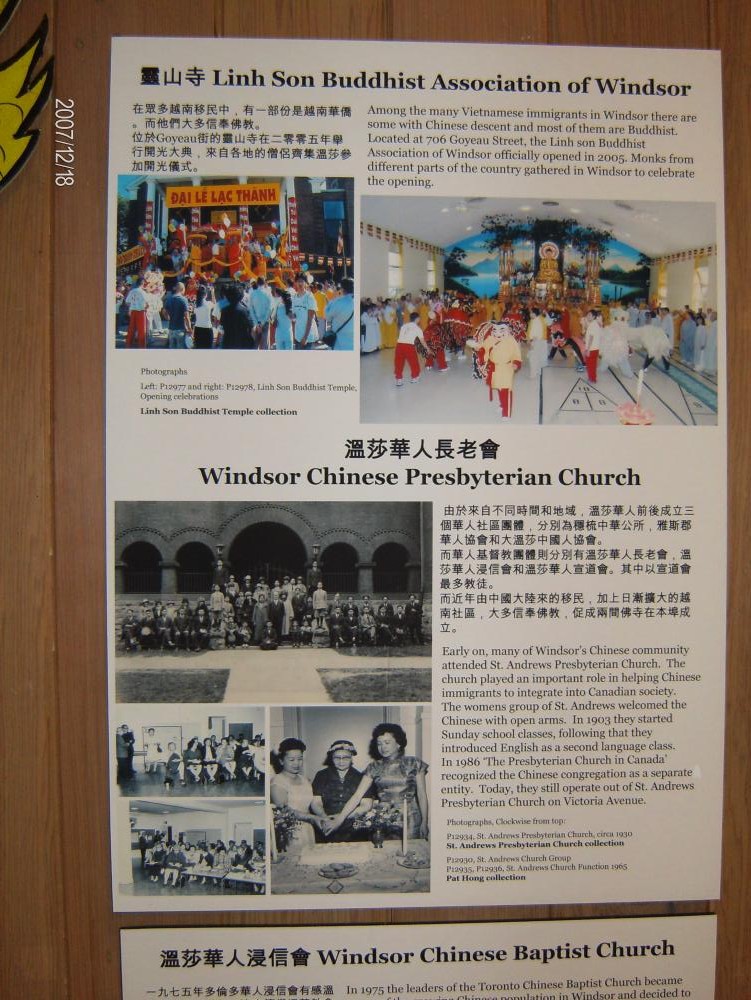 2007/12/18
靈山寺 Linh Son Buddhist Association of Windsor
在眾多越南移民中，有一部份是越南華僑
。而他們大多信奉佛教。
位於Goyeau街的靈山寺在二零零五年舉
行開光大典，來自各地的僧侶齊集溫莎參
加開光儀式。
Among the many Vietnamese immigrants in Windsor there are
some with Chinese descent and most of them are Buddhist.
Located at 706 Goyeau Street, the Linh son Buddhist
Association of Windsor officially opened in 2005. Monks from
different parts of the country gathered in Windsor to celebrate
the opening.
ĐẠI LỄ LẠC THÀNH
10
8 8
Photographs
Left: P12977 and right: P12978, Linh Son Buddhist Temple,
Opening celebrations
Linh Son Buddhist Temple collection
溫莎華人長老會
Windsor Chinese Presbyterian Church
由於來自不同時間和地域，溫莎華人前後成立三
個華人社區團體，分別為穩梳中華公所，雅斯郡
華人協會和大溫莎中國人協會。
而華人基督教團體則分別有溫莎華人長老會，溫
莎華人浸信會和溫莎華人宣道會。其中以宣道會
最多教徒。
而近年由中國大陸來的移民，加上日漸擴大的越
南社區，大多信奉佛教，促成兩間佛寺在本埠成
立。
Early on, many of Windsor's Chinese community
attended St. Andrews Presbyterian Church. The
church played an important role in helping Chinese
immigrants to integrate into Canadian society.
The womens group of St. Andrews welcomed the
Chinese with open arms. In 1903 they started
Sunday school classes, following that they
introduced English as a second language class.
In 1986 'The Presbyterian Church in Canada'
recognized the Chinese congregation as a separate
entity. Today, they still operate out of St. Andrews
Presbyterian Church on Victoria Avenue.
Photographs, Clockwise from top:
P12934, St. Andrews Presbyterian Church, circa 1930
St. Andrews Presbyterian Church collection
P12930, St. Andrews Church Group
P12935, P12936, St. Andrews Church Function 1965
Pat Hong collection
溫莎華人浸信會 Windsor Chinese Baptist Church
一九七五年多倫多華人浸信會有感溫
In 1975 the leaders of the Toronto Chinese Baptist Church became
of the growing Chinese population in Windsor and decided to